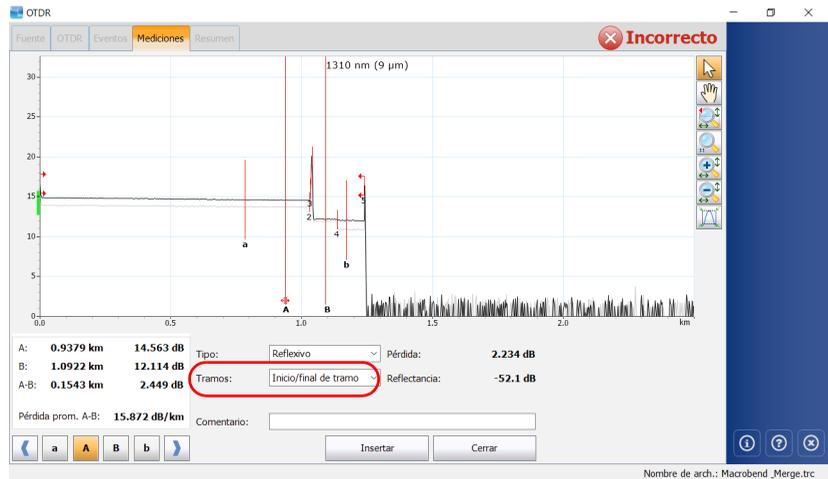 OTDR
Fuente OTDR Eventos Mediciones Resumen
Incorrecto
1310 nm (9 µm)
30
25
20
15
10
5
0
0.0 0.5 1.0 1.5 2.0 km
a A B b
2 3 4 5
A: 0.9379 km 14.563 dB
B: 1.0922 km 12.114 dB
A-B: 0.1543 km 2.449 dB
Pérdida prom. A-B: 15.872 dB/km
Tipo: Reflexivo Pérdida: 2.234 dB
Tramos: Inicio/final de tramo Reflectancia: -52.1 dB
Comentario:
a A B b Insertar Cerrar
Nombre de arch.: Macrobend _Merge.trc